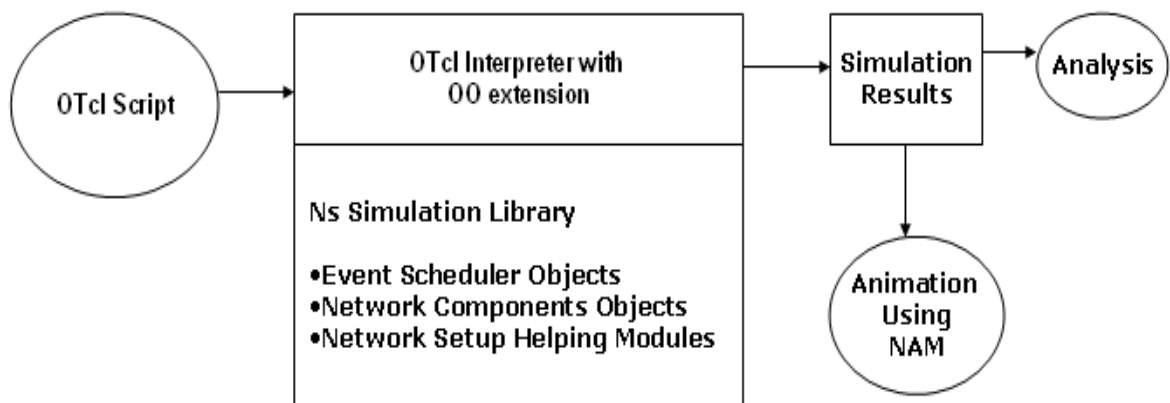 OTcl Script
OTcl Interpreter with
OO extension
Ns Simulation Library
•Event Scheduler Objects
•Network Components Objects
•Network Setup Helping Modules
Simulation
Results
Analysis
Animation
Using
NAM